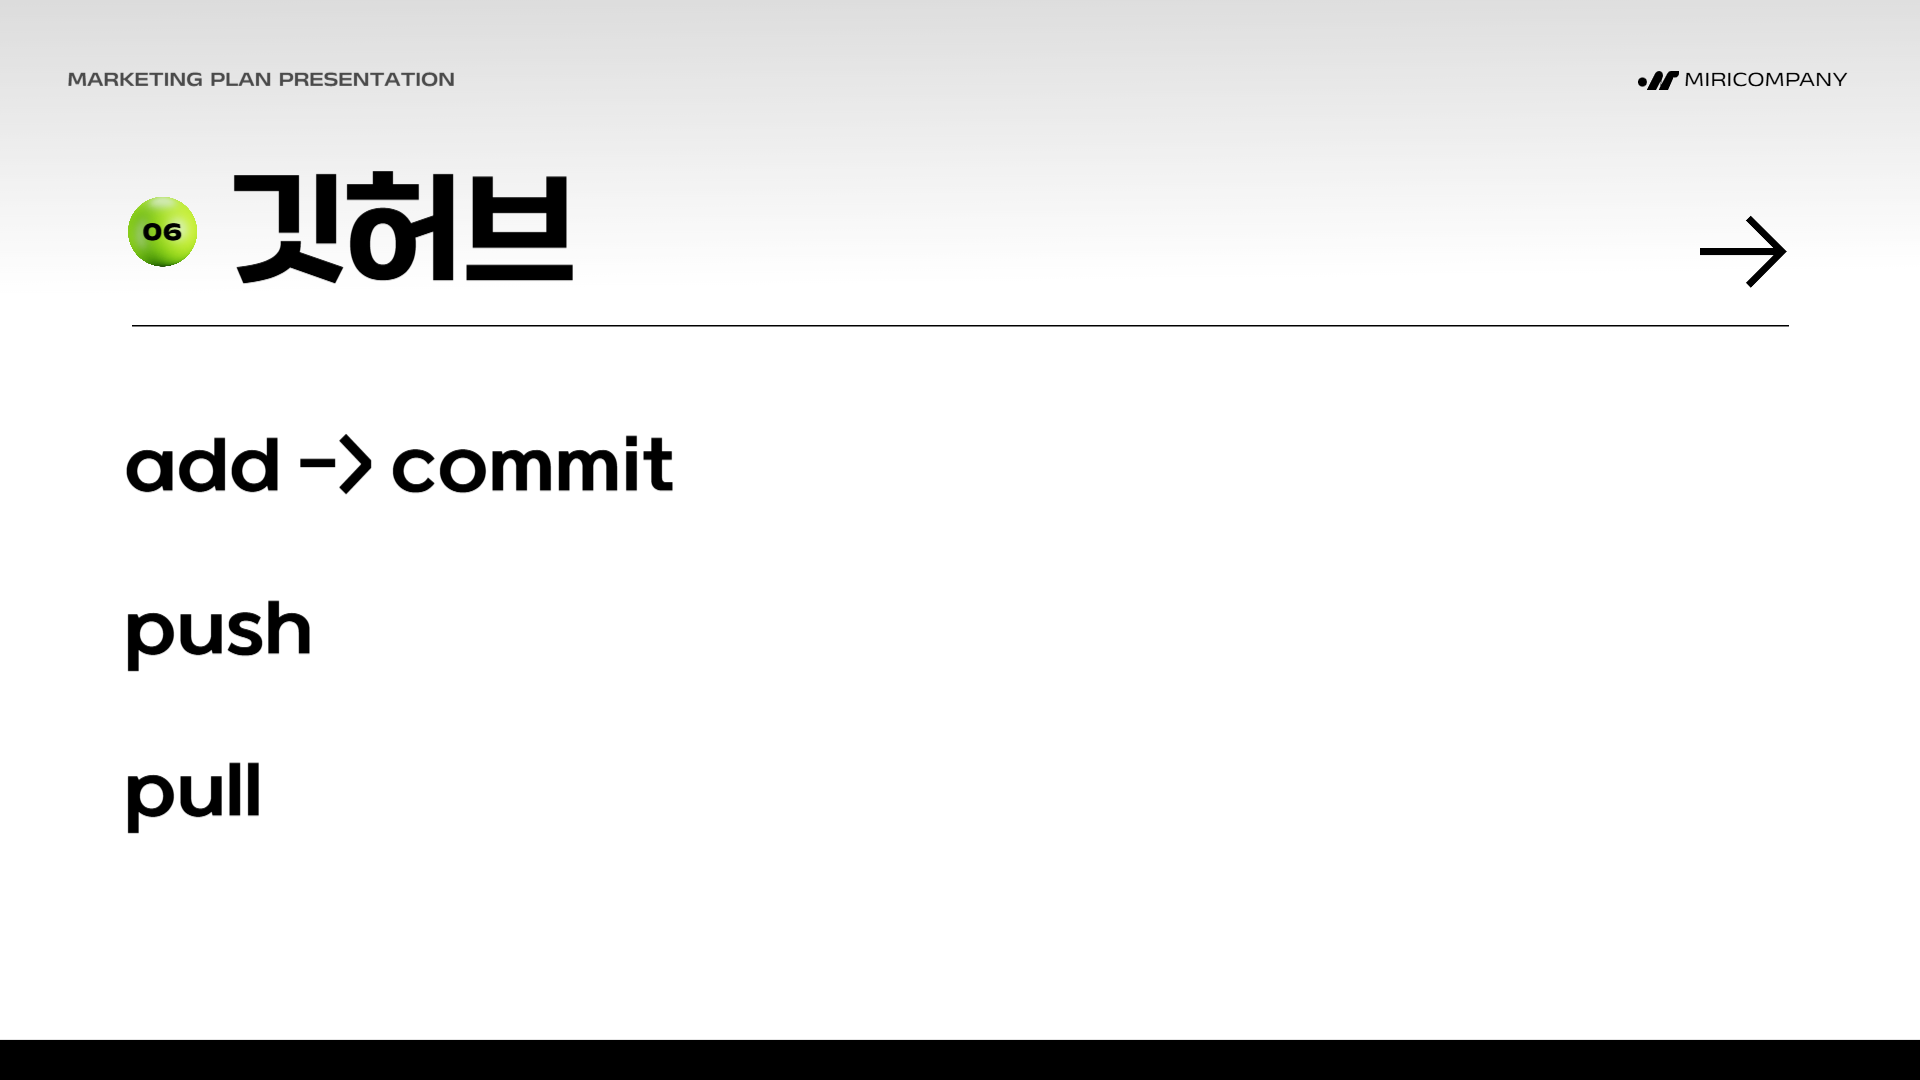 MARKETING PLAN PRESENTATION
MIRICOMPANY
06
깃허브
add -> commit
push
pull